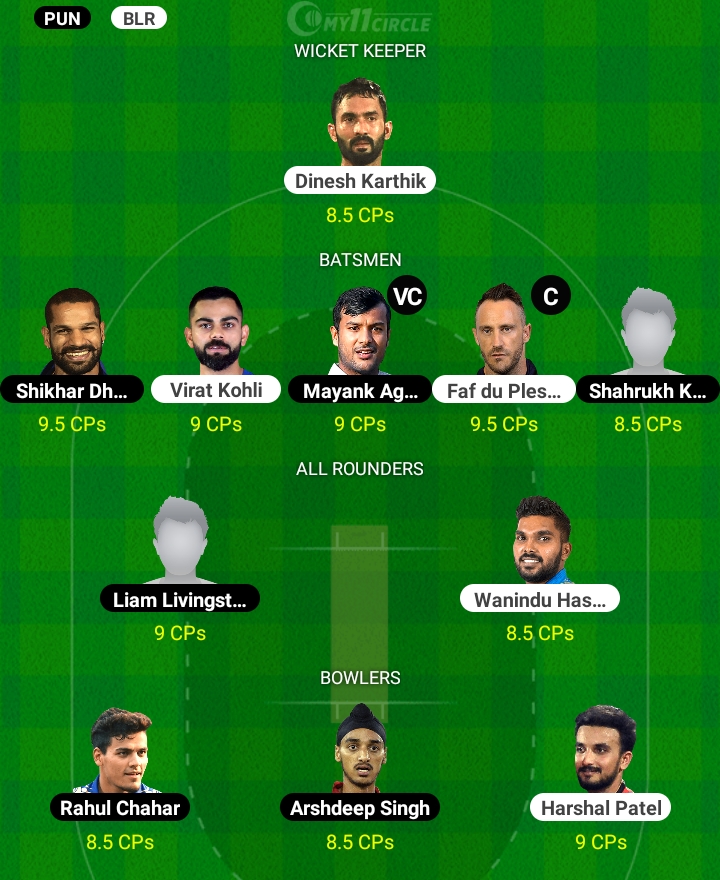 PUN BLR
MY11CIRCLE
WICKET KEEPER
Dinesh Karthik
8.5 CPs
BATSMEN
VC C
Shikhar Dh... Virat Kohli Mayank Ag... Faf du Ples... Shahrukh K...
9.5 CPs 9 CPs 9 CPs 9.5 CPs 8.5 CPs
ALL ROUNDERS
Liam Livingst... Wanindu Has...
9 CPs 8.5 CPs
BOWLERS
Rahul Chahar Arshdeep Singh Harshal Patel
8.5 CPs 8.5 CPs 9 CPs